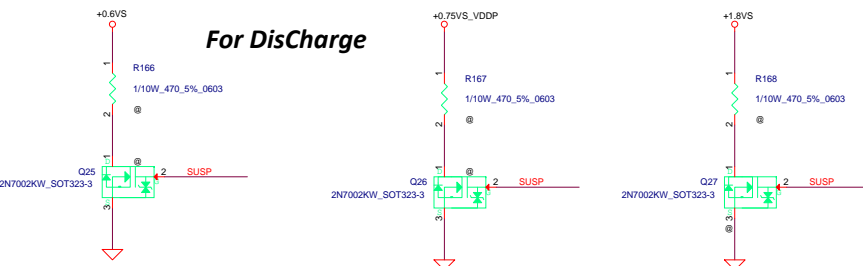 +0.6VS
For DisCharge
1
R166
1/10W_470_5%_0603
2
@
1
@
Q25
2N7002KW_SOT323-3
2
SUSP
3
+0.75VS_VDDP
1
R167
1/10W_470_5%_0603
2
@
1
@
Q26
2N7002KW_SOT323-3
2
SUSP
3
+1.8VS
1
R168
1/10W_470_5%_0603
2
@
1
Q27
2N7002KW_SOT323-3
2
SUSP
3
@